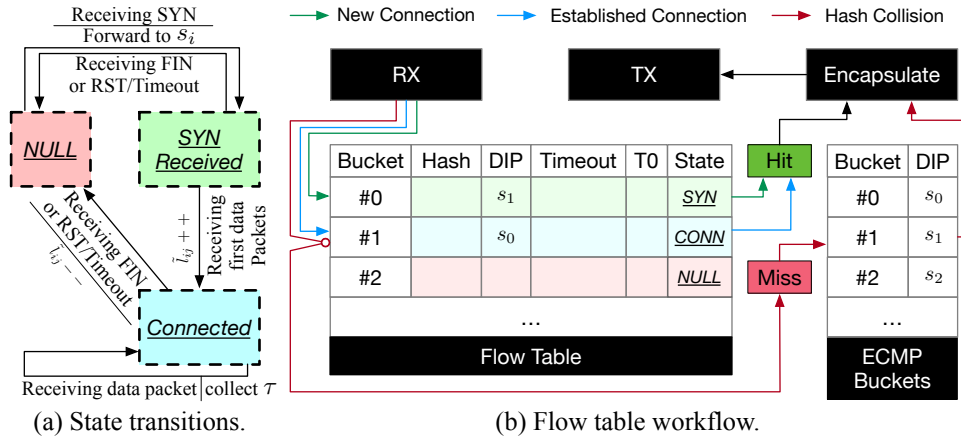 Receiving SYN
Forward to s_i
Receiving FIN
or RST/Timeout
NULL
SYN
Received
Receiving FIN
or RST/Timeout
l̃_ij − −
l̃_ij + +
Receiving
first data
Packets
Connected
Receiving data packet collect τ
(a) State transitions.
New Connection
Established Connection
Hash Collision
RX
TX
Encapsulate
Bucket Hash DIP Timeout T0 State
#0 s_1 SYN
#1 s_0 CONN
#2 NULL
...
Flow Table
Hit
Miss
Bucket DIP
#0 s_0
#1 s_1
#2 s_2
...
ECMP
Buckets
(b) Flow table workflow.